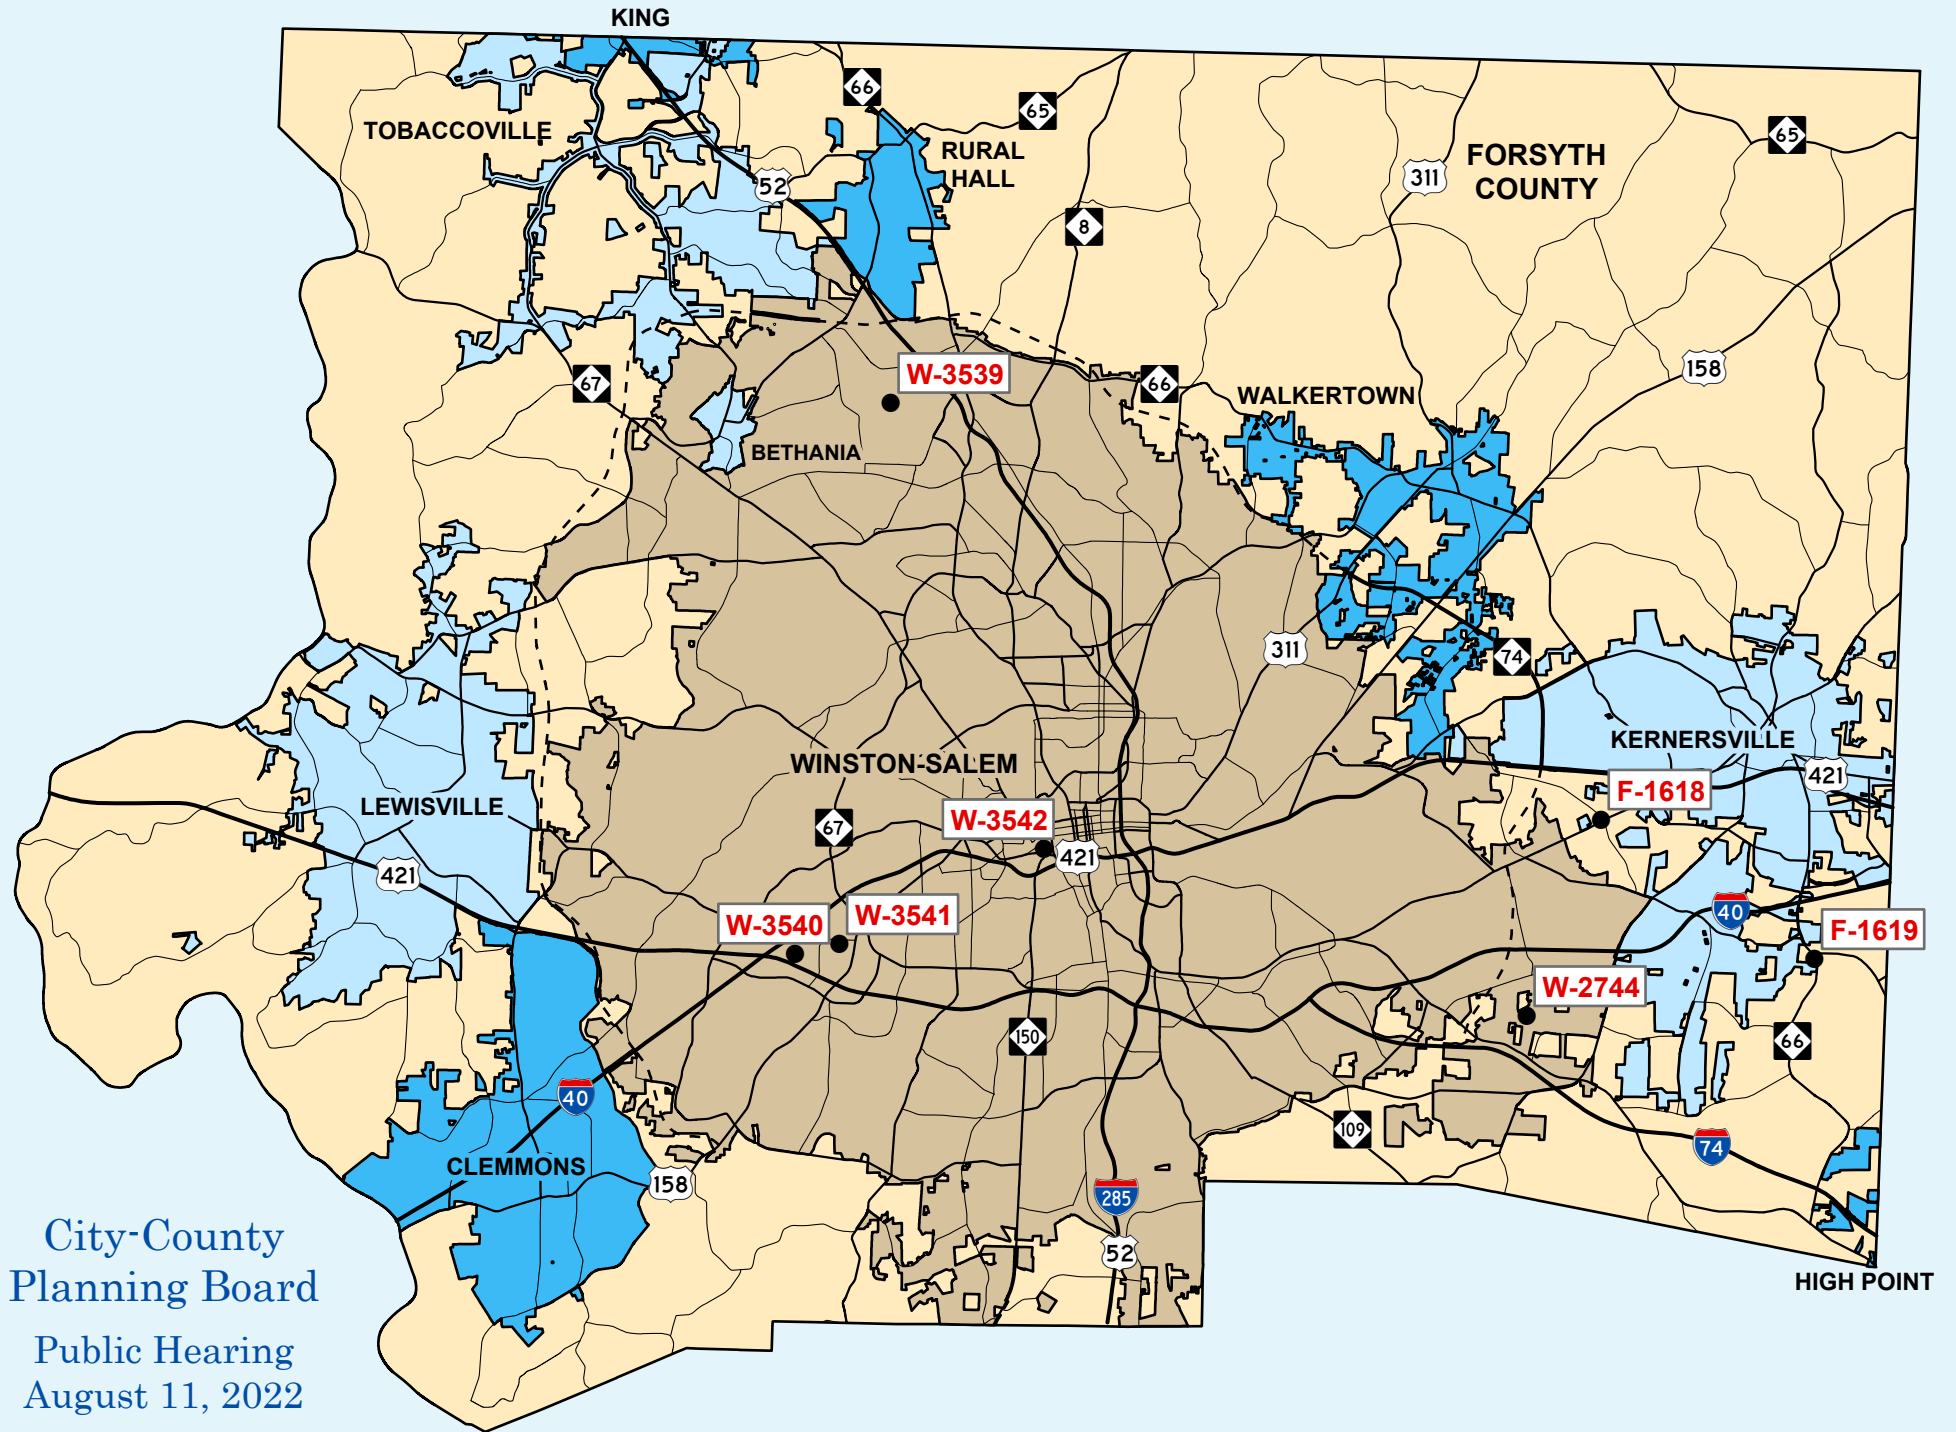 KING
66
65
TOBACCOVILLE
RURAL
HALL
65
FORSYTH
COUNTY
311
52
8
158
W-3539
67
66
WALKERTOWN
BETHANIA
311
74
KERNERSVILLE
WINSTON-SALEM
421
F-1618
LEWISVILLE
67
W-3542
421
421
40
W-3540
W-3541
F-1619
W-2744
150
66
40
109
74
CLEMMONS
158
285
52
HIGH POINT
City-County
Planning Board
Public Hearing
August 11, 2022